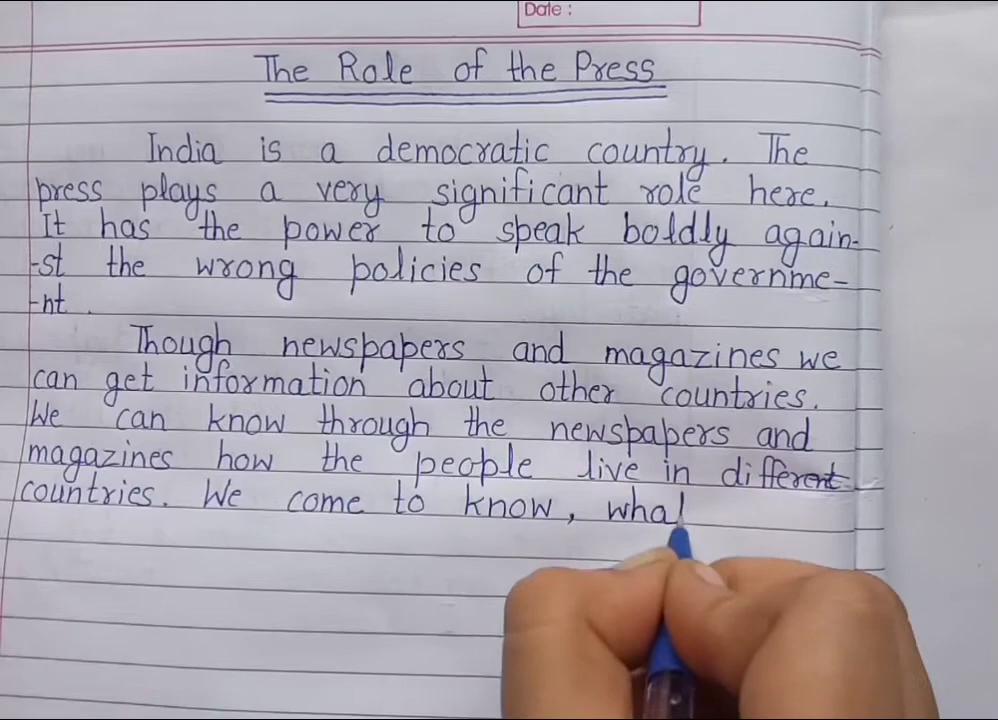 Date :
The Role of the Press
India is a democratic country. The
press plays a very significant role here.
It has the power to speak boldly again-
-st the wrong policies of the governme-
-nt.
Though newspapers and magazines we
can get information about other countries.
We can know through the newspapers and
magazines how the people live in different
countries. We come to know, wha